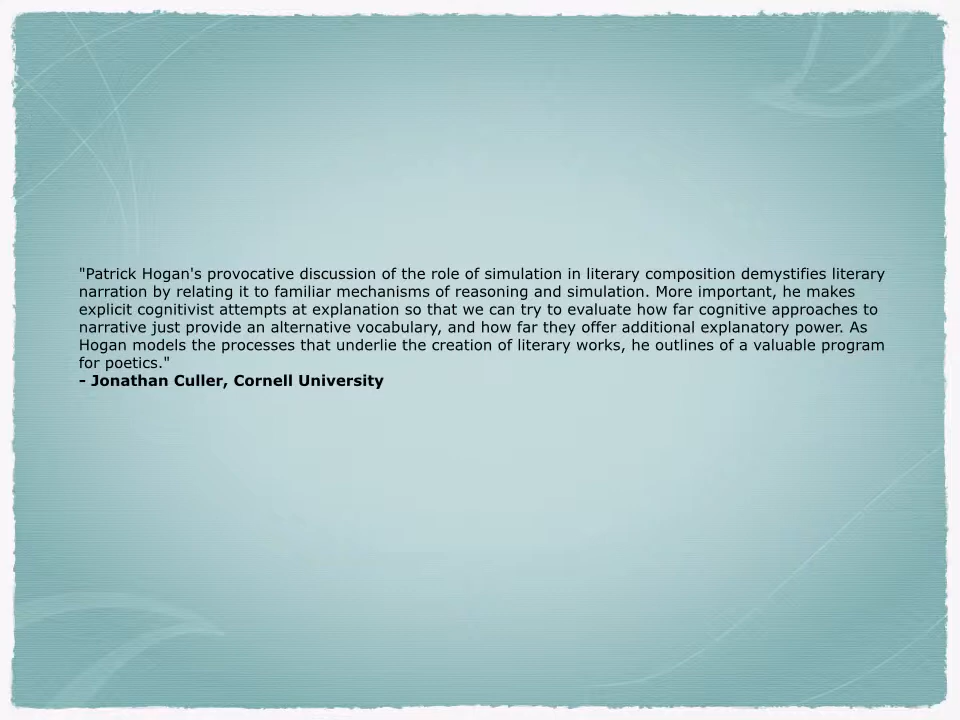 "Patrick Hogan's provocative discussion of the role of simulation in literary composition demystifies literary
narration by relating it to familiar mechanisms of reasoning and simulation. More important, he makes
explicit cognitivist attempts at explanation so that we can try to evaluate how far cognitive approaches to
narrative just provide an alternative vocabulary, and how far they offer additional explanatory power. As
Hogan models the processes that underlie the creation of literary works, he outlines of a valuable program
for poetics."
- Jonathan Culler, Cornell University